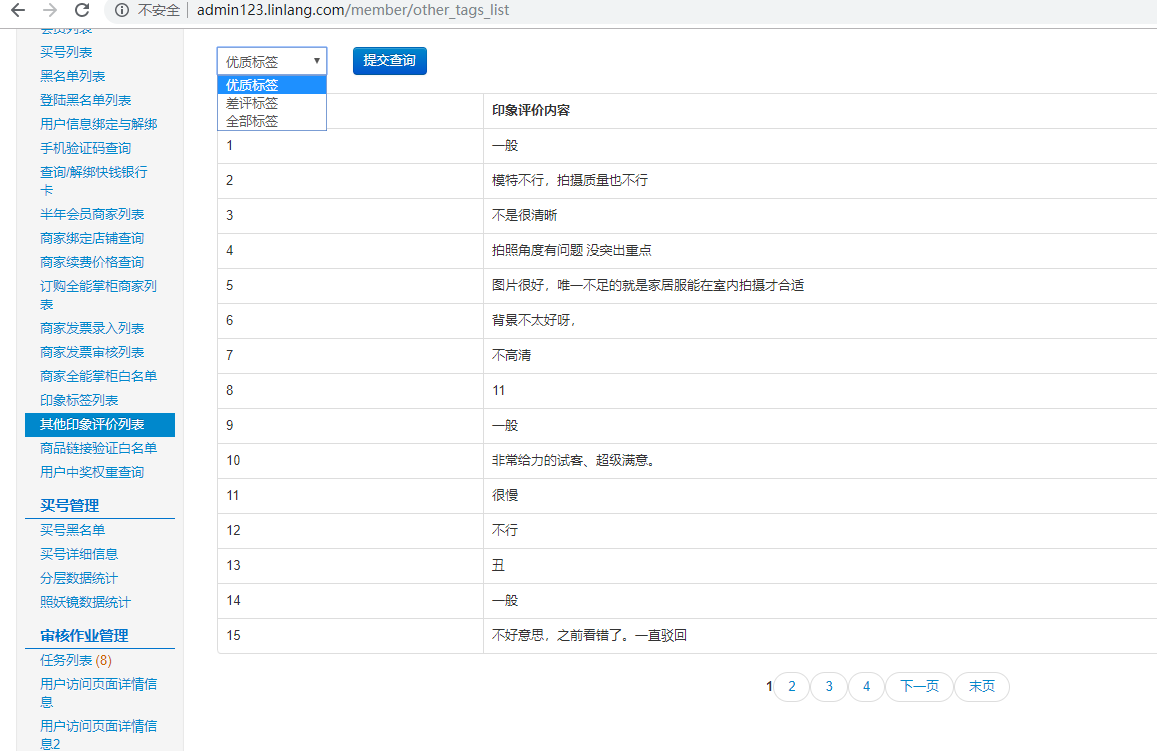 不安全 admin123.linlang.com/member/other_tags_list
会员列表
买号列表
黑名单列表
登陆黑名单列表
用户信息绑定与解绑
手机验证码查询
查询/解绑快钱银行
卡
半年会员商家列表
商家绑定店铺查询
商家续费价格查询
订购全能掌柜商家列
表
商家发票录入列表
商家发票审核列表
商家全能掌柜白名单
印象标签列表
其他印象评价列表
商品链接验证白名单
用户中奖权重查询
买号管理
买号黑名单
买号详细信息
分层数据统计
照妖镜数据统计
审核作业管理
任务列表 (8)
用户访问页面详情信
息
用户访问页面详情信
息2
优质标签 提交查询
优质标签
差评标签
全部标签
印象评价内容
1 一般
2 模特不行，拍摄质量也不行
3 不是很清晰
4 拍照角度有问题 没突出重点
5 图片很好，唯一不足的就是家居服能在室内拍摄才合适
6 背景不太好呀，
7 不高清
8 11
9 一般
10 非常给力的试客、超级满意。
11 很慢
12 不行
13 丑
14 一般
15 不好意思，之前看错了。一直驳回
1 2 3 4 下一页 末页